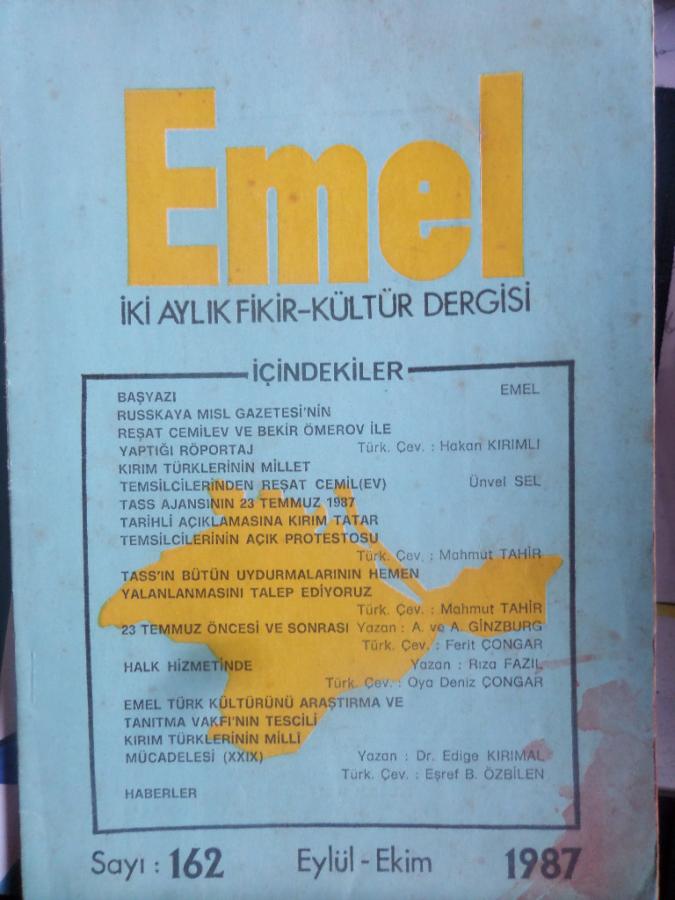 Emel
İKİ AYLIK FİKİR-KÜLTÜR DERGİSİ
İÇİNDEKİLER
BAŞYAZI EMEL
RUSSKAYA MISL GAZETESİ'NİN
REŞAT CEMİLEV VE BEKİR ÖMEROV İLE
YAPTIĞI RÖPORTAJ Türk. Çev. : Hakan KIRIMLI
KIRIM TÜRKLERİNİN MİLLET
TEMSİLCİLERİNDEN REŞAT CEMİL(EV) Ünvel SEL
TASS AJANSININ 23 TEMMUZ 1987
TARİHLİ AÇIKLAMASINA KIRIM TATAR
TEMSİLCİLERİNİN AÇIK PROTESTOSU
Türk. Çev. : Mahmut TAHİR
TASS'IN BÜTÜN UYDURMALARININ HEMEN
YALANLANMASINI TALEP EDİYORUZ
Türk. Çev. : Mahmut TAHİR
23 TEMMUZ ÖNCESİ VE SONRASI Yazan : A. ve A. GİNZBURG
Türk. Çev. : Ferit ÇONGAR
HALK HİZMETİNDE Yazan : Rıza FAZIL
Türk. Çev. : Oya Deniz ÇONGAR
EMEL TÜRK KÜLTÜRÜNÜ ARAŞTIRMA VE
TANITMA VAKFI'NIN TESCİLİ
KIRIM TÜRKLERİNİN MİLLÎ
MÜCADELESİ (XXIX) Yazan : Dr. Edige KIRIMAL
Türk. Çev. : Eşref B. ÖZBİLEN
HABERLER
Sayı : 162 Eylül - Ekim 1987